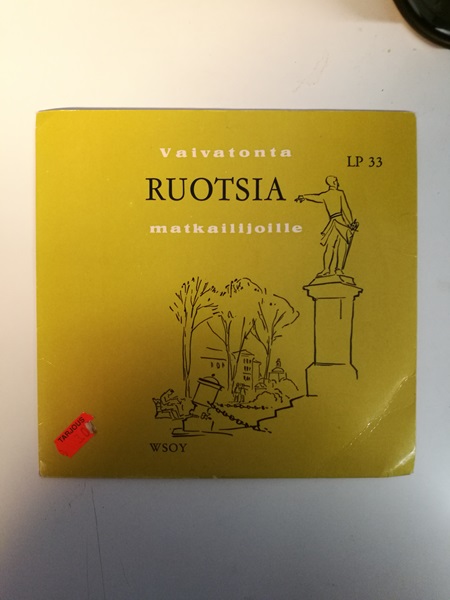 Vaivatonta
LP 33
RUOTSIA
matkailijoille
TARJOUS
WSOY